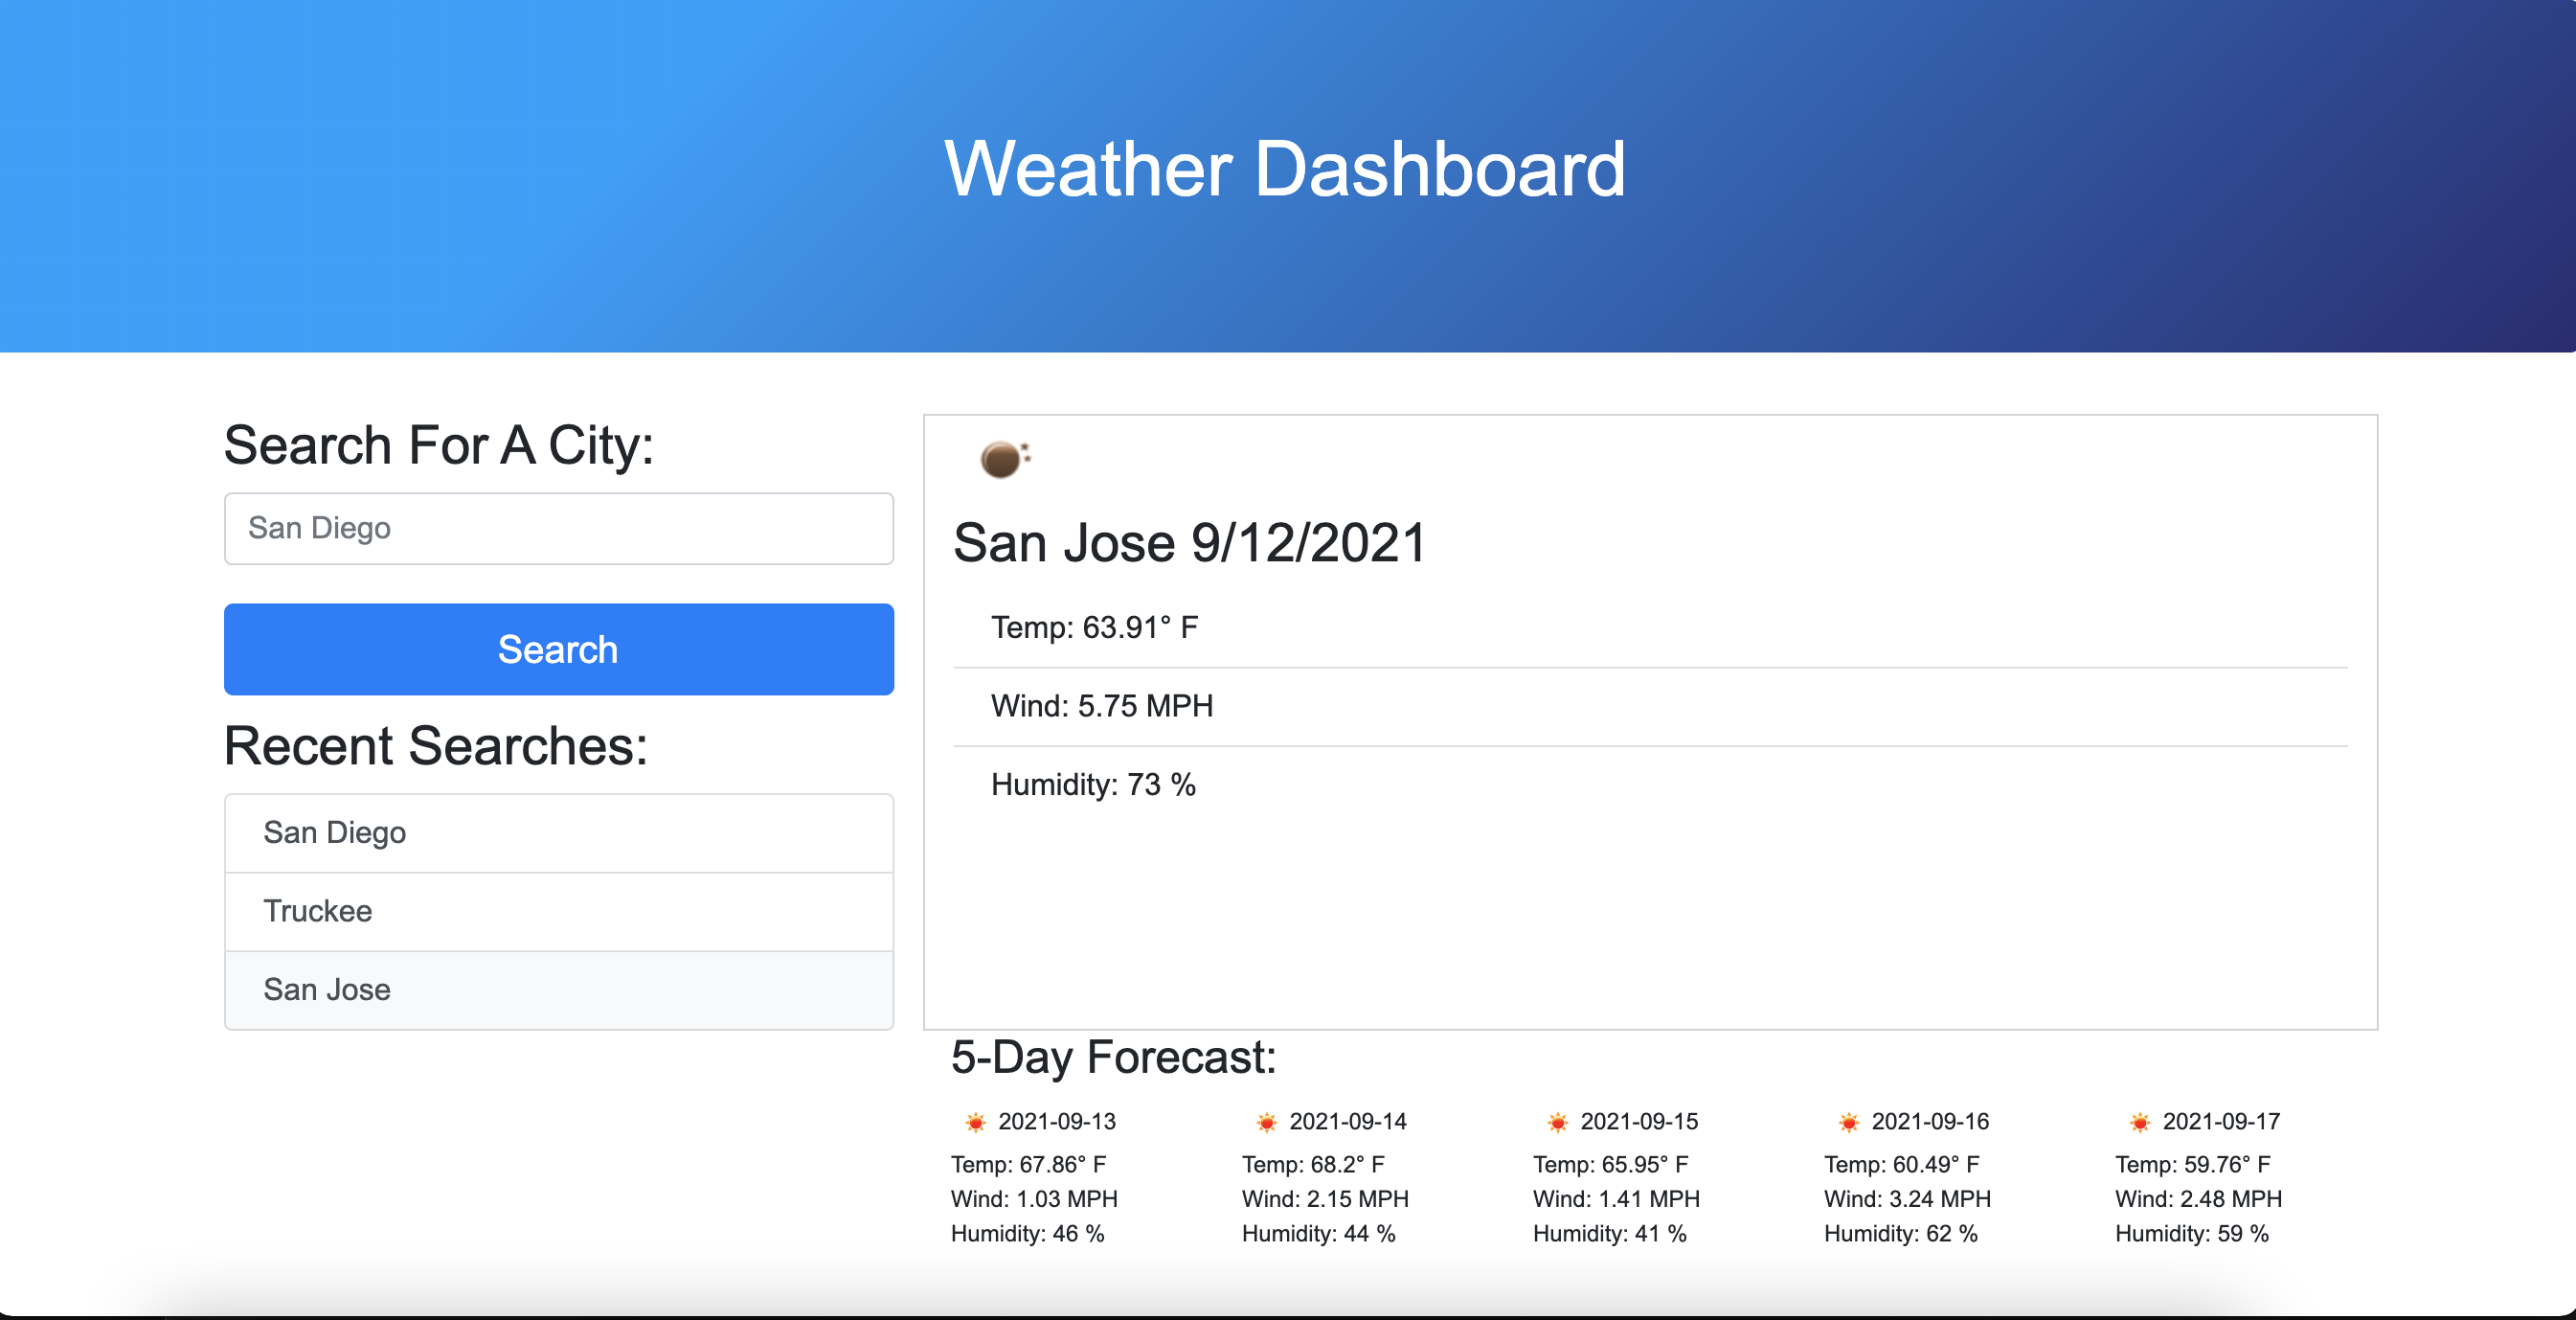 Weather Dashboard
Search For A City:
San Diego
Search
Recent Searches:
San Diego
Truckee
San Jose
San Jose 9/12/2021
Temp: 63.91° F
Wind: 5.75 MPH
Humidity: 73 %
5-Day Forecast:
2021-09-13
Temp: 67.86° F
Wind: 1.03 MPH
Humidity: 46 %
2021-09-14
Temp: 68.2° F
Wind: 2.15 MPH
Humidity: 44 %
2021-09-15
Temp: 65.95° F
Wind: 1.41 MPH
Humidity: 41 %
2021-09-16
Temp: 60.49° F
Wind: 3.24 MPH
Humidity: 62 %
2021-09-17
Temp: 59.76° F
Wind: 2.48 MPH
Humidity: 59 %